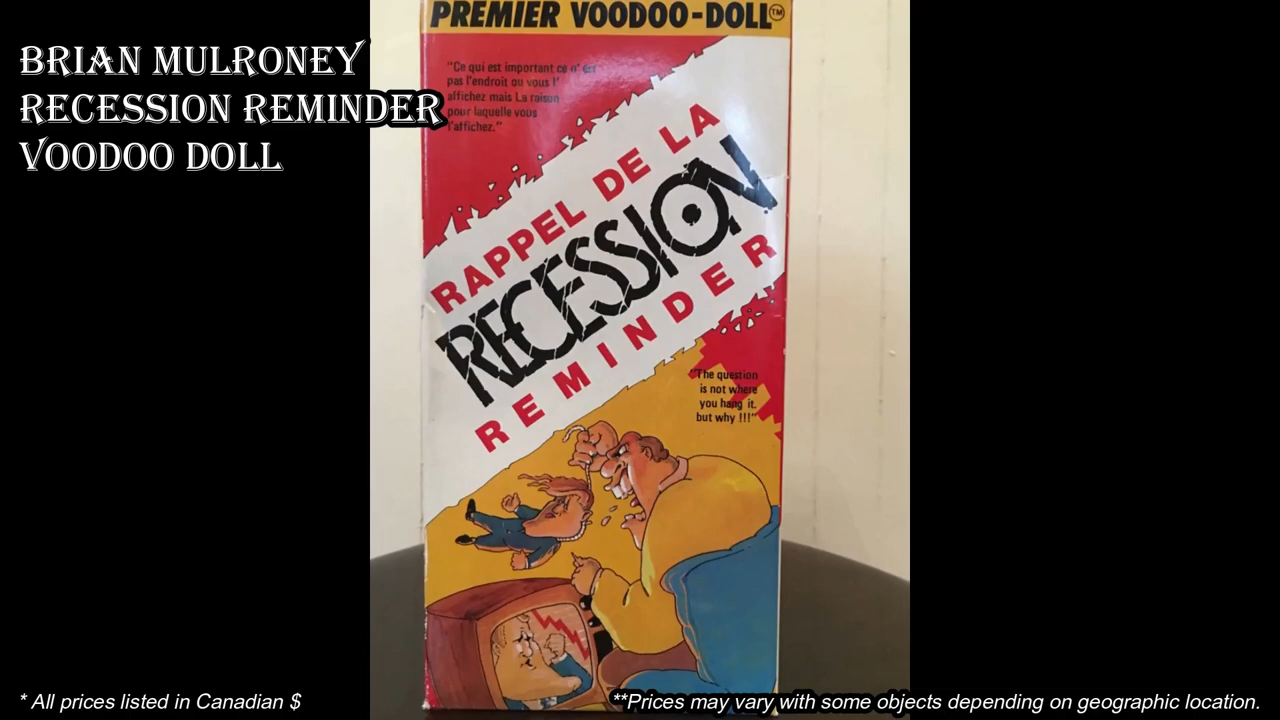 BRIAN MULRONEY
RECESSION REMINDER
VOODOO DOLL
PREMIER VOODOO-DOLL™
"Ce qui est important ce n'est
pas l'endroit ou vous l'
affichez mais La raison
pour laquelle vous
l'affichez."
RAPPEL DE LA
RECESSION
REMINDER
"The question
is not where
you hang it.
but why !!!"
* All prices listed in Canadian $
**Prices may vary with some objects depending on geographic location.